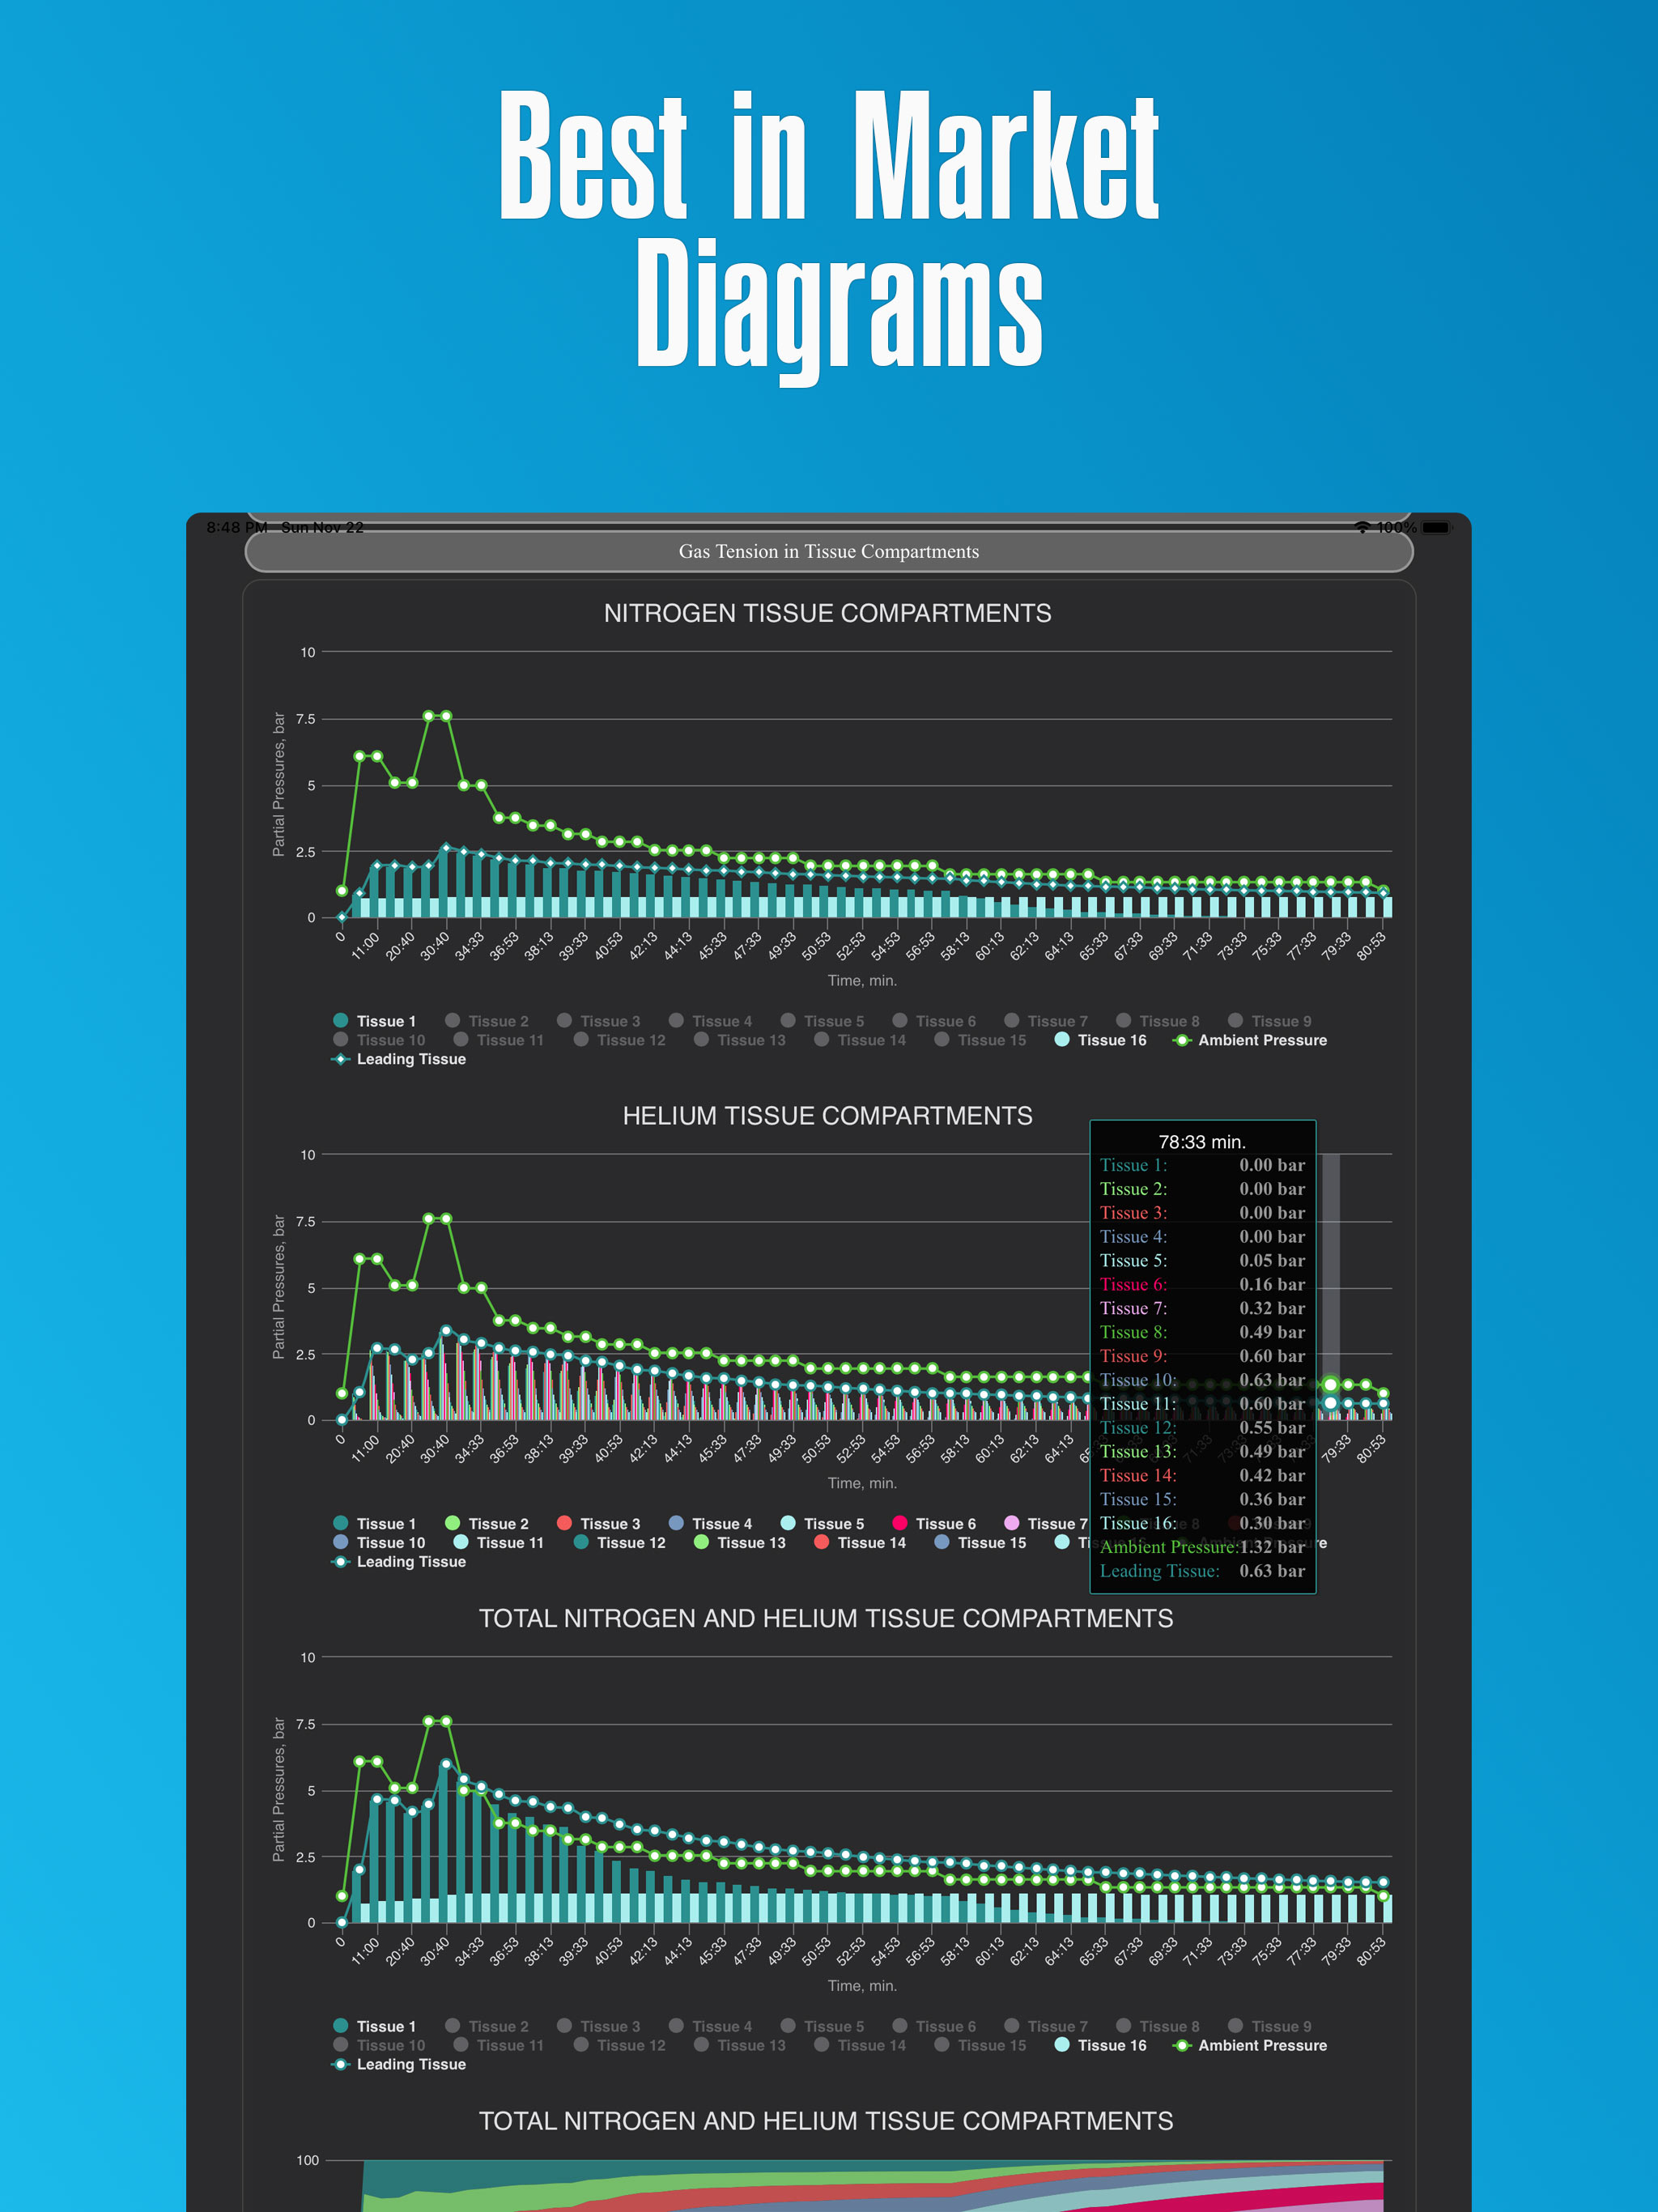 Best in Market
Diagrams
8:48 PM Sun Nov 22 100%
Gas Tension in Tissue Compartments
NITROGEN TISSUE COMPARTMENTS
Partial Pressures, bar
10
7.5
5
2.5
0
0 11:00 20:40 30:40 34:33 36:53 38:13 39:33 40:53 42:13 44:13 45:33 47:33 49:33 50:53 52:53 54:53 56:53 58:13 60:13 62:13 64:13 65:33 67:33 69:33 71:33 73:33 75:33 77:33 79:33 80:53
Time, min.
Tissue 1 Tissue 2 Tissue 3 Tissue 4 Tissue 5 Tissue 6 Tissue 7 Tissue 8 Tissue 9
Tissue 10 Tissue 11 Tissue 12 Tissue 13 Tissue 14 Tissue 15 Tissue 16 Ambient Pressure
Leading Tissue
HELIUM TISSUE COMPARTMENTS
Partial Pressures, bar
10
7.5
5
2.5
0
0 11:00 20:40 30:40 34:33 36:53 38:13 39:33 40:53 42:13 44:13 45:33 47:33 49:33 50:53 52:53 54:53 56:53 58:13 60:13 62:13 64:13 79:33 80:53
Time, min.
Tissue 1 Tissue 2 Tissue 3 Tissue 4 Tissue 5 Tissue 6 Tissue 7
Tissue 10 Tissue 11 Tissue 12 Tissue 13 Tissue 14 Tissue 15
Leading Tissue
78:33 min.
Tissue 1: 0.00 bar
Tissue 2: 0.00 bar
Tissue 3: 0.00 bar
Tissue 4: 0.00 bar
Tissue 5: 0.05 bar
Tissue 6: 0.16 bar
Tissue 7: 0.32 bar
Tissue 8: 0.49 bar
Tissue 9: 0.60 bar
Tissue 10: 0.63 bar
Tissue 11: 0.60 bar
Tissue 12: 0.55 bar
Tissue 13: 0.49 bar
Tissue 14: 0.42 bar
Tissue 15: 0.36 bar
Tissue 16: 0.30 bar
Ambient Pressure: 1.32 bar
Leading Tissue: 0.63 bar
TOTAL NITROGEN AND HELIUM TISSUE COMPARTMENTS
Partial Pressures, bar
10
7.5
5
2.5
0
0 11:00 20:40 30:40 34:33 36:53 38:13 39:33 40:53 42:13 44:13 45:33 47:33 49:33 50:53 52:53 54:53 56:53 58:13 60:13 62:13 64:13 65:33 67:33 69:33 71:33 73:33 75:33 77:33 79:33 80:53
Time, min.
Tissue 1 Tissue 2 Tissue 3 Tissue 4 Tissue 5 Tissue 6 Tissue 7 Tissue 8 Tissue 9
Tissue 10 Tissue 11 Tissue 12 Tissue 13 Tissue 14 Tissue 15 Tissue 16 Ambient Pressure
Leading Tissue
TOTAL NITROGEN AND HELIUM TISSUE COMPARTMENTS
100